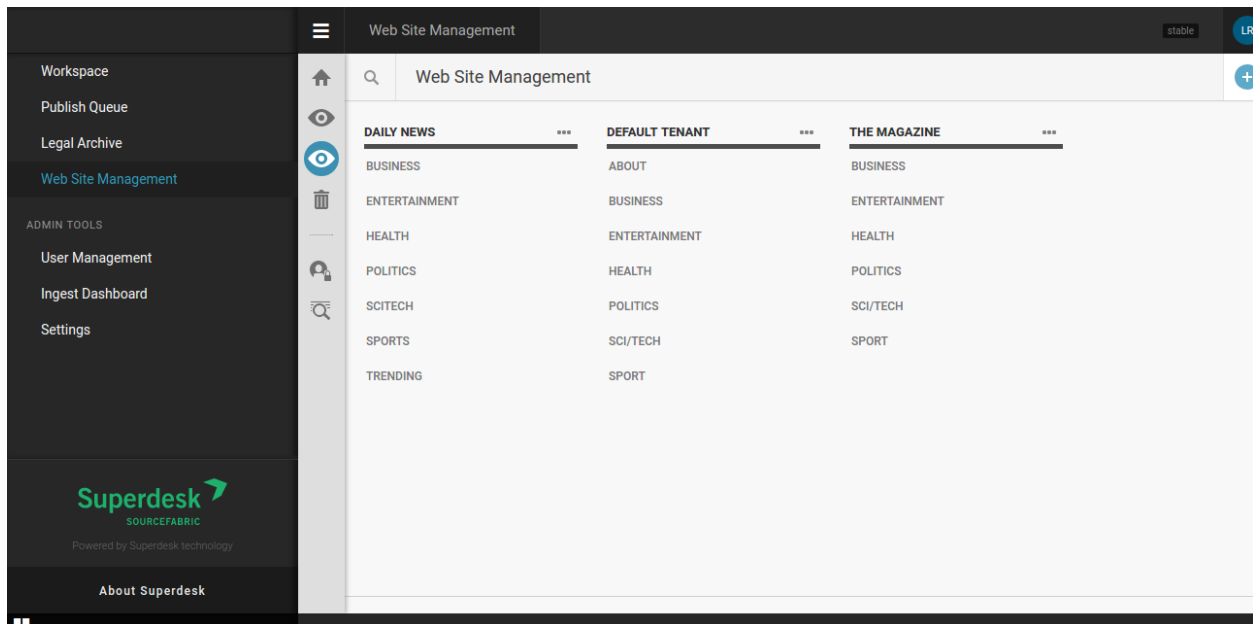 Web Site Management
stable
LR
Workspace
Publish Queue
Legal Archive
Web Site Management
ADMIN TOOLS
User Management
Ingest Dashboard
Settings
Superdesk
SOURCEFABRIC
Powered by Superdesk technology
About Superdesk
Web Site Management
DAILY NEWS
BUSINESS
ENTERTAINMENT
HEALTH
POLITICS
SCITECH
SPORTS
TRENDING
DEFAULT TENANT
ABOUT
BUSINESS
ENTERTAINMENT
HEALTH
POLITICS
SCI/TECH
SPORT
THE MAGAZINE
BUSINESS
ENTERTAINMENT
HEALTH
POLITICS
SCI/TECH
SPORT